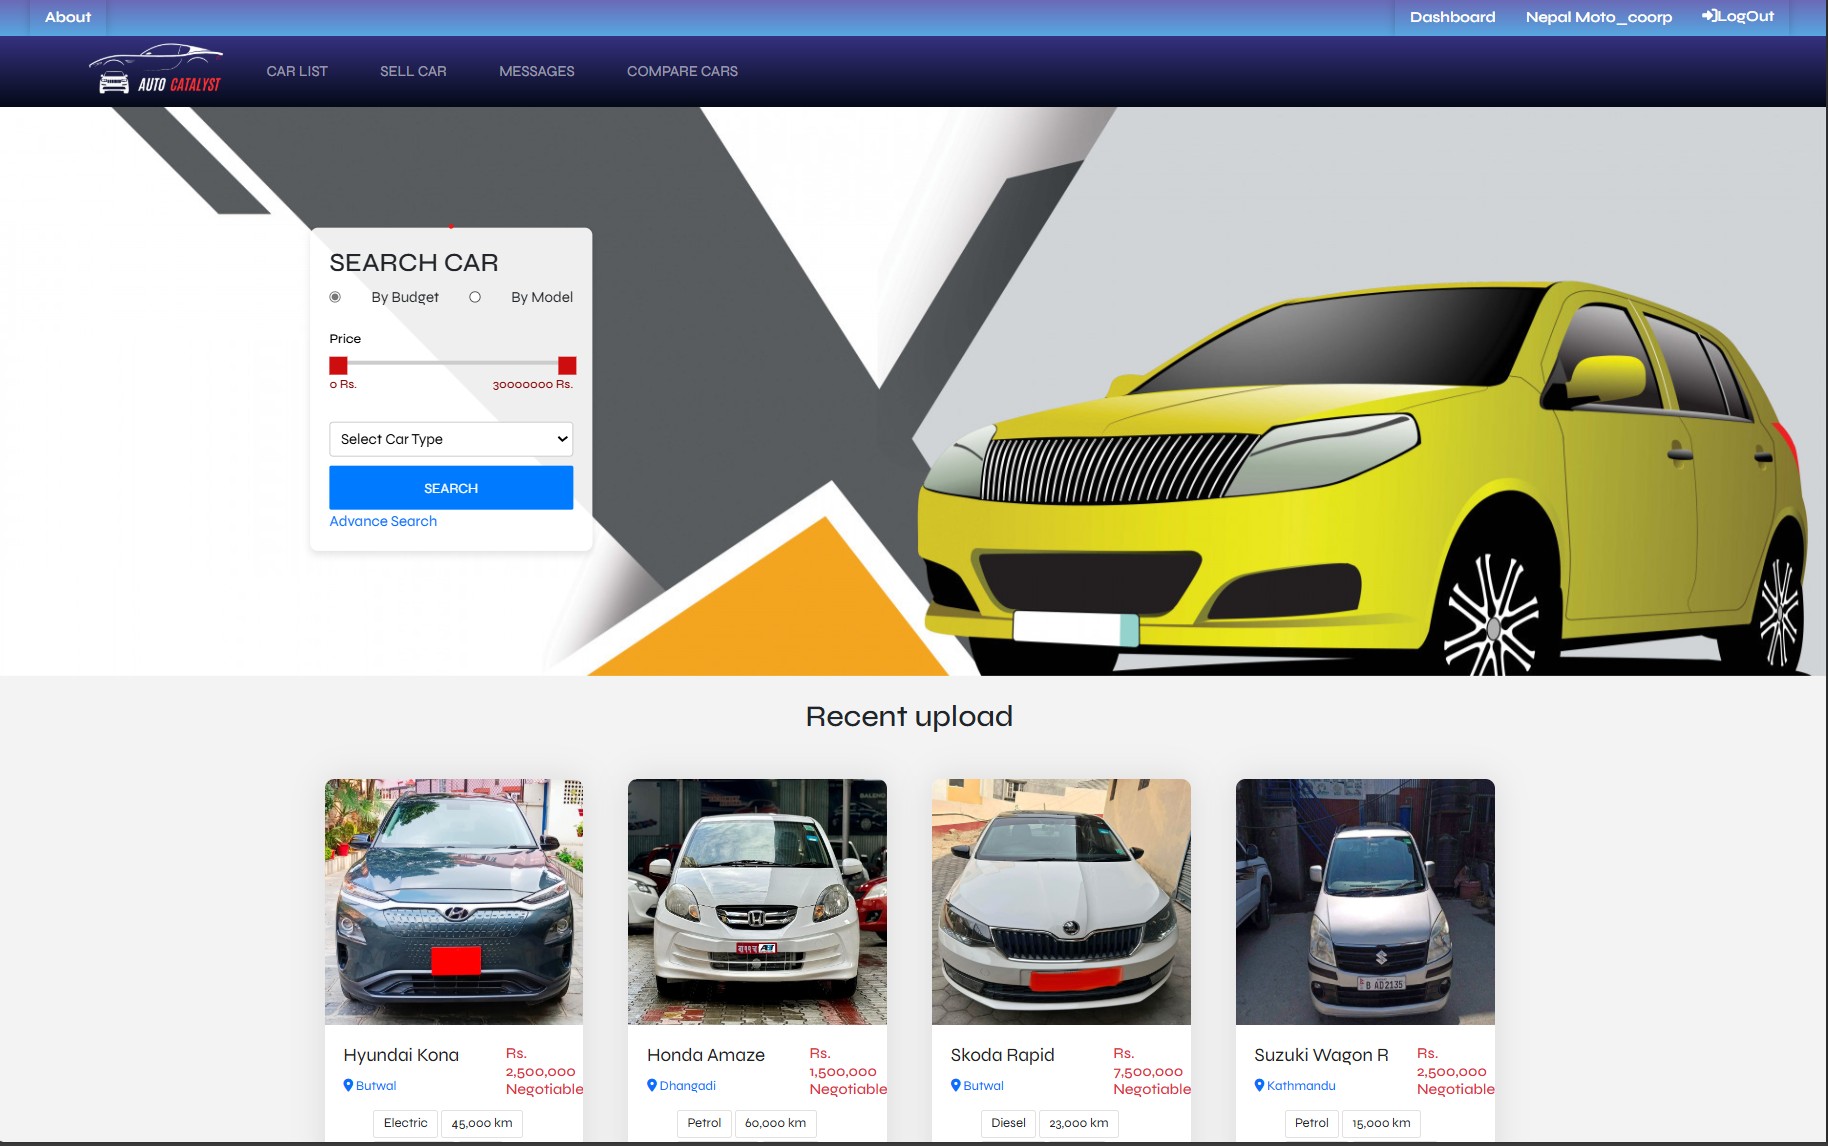 About
Dashboard
Nepal Moto_coorp
LogOut
AUTO CATALYST
CAR LIST
SELL CAR
MESSAGES
COMPARE CARS
SEARCH CAR
By Budget
By Model
Price
0 Rs.
30000000 Rs.
Select Car Type
SEARCH
Advance Search
Recent upload
Hyundai Kona
Rs.
2,500,000
Negotiable
Butwal
Electric
45,000 km
Honda Amaze
Rs.
1,500,000
Negotiable
Dhangadi
Petrol
60,000 km
Skoda Rapid
Rs.
7,500,000
Negotiable
Butwal
Diesel
23,000 km
B AD2135
Suzuki Wagon R
Rs.
2,500,000
Negotiable
Kathmandu
Petrol
15,000 km